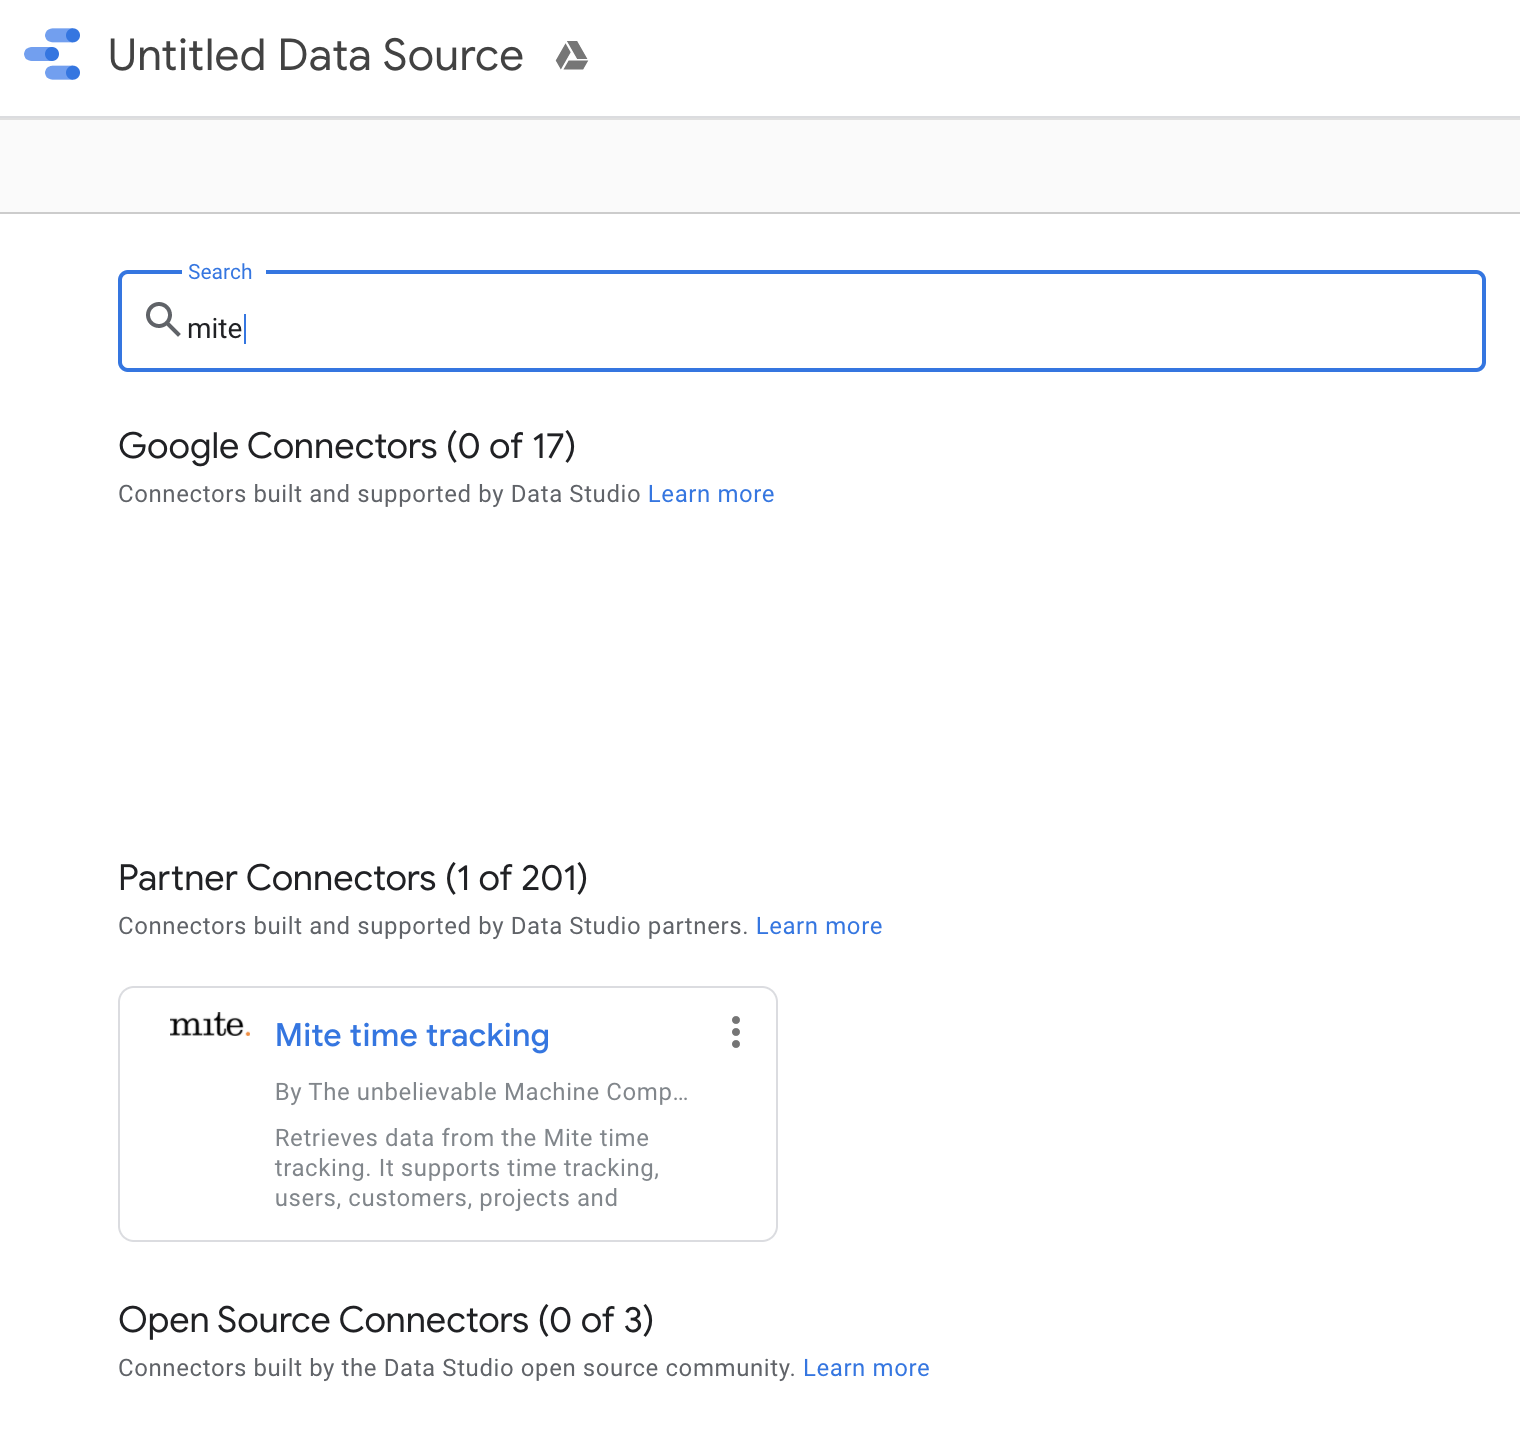 Untitled Data Source
Search
mite
Google Connectors (0 of 17)
Connectors built and supported by Data Studio Learn more
Partner Connectors (1 of 201)
Connectors built and supported by Data Studio partners. Learn more
mite.
Mite time tracking
By The unbelievable Machine Comp...
Retrieves data from the Mite time
tracking. It supports time tracking,
users, customers, projects and
Open Source Connectors (0 of 3)
Connectors built by the Data Studio open source community. Learn more